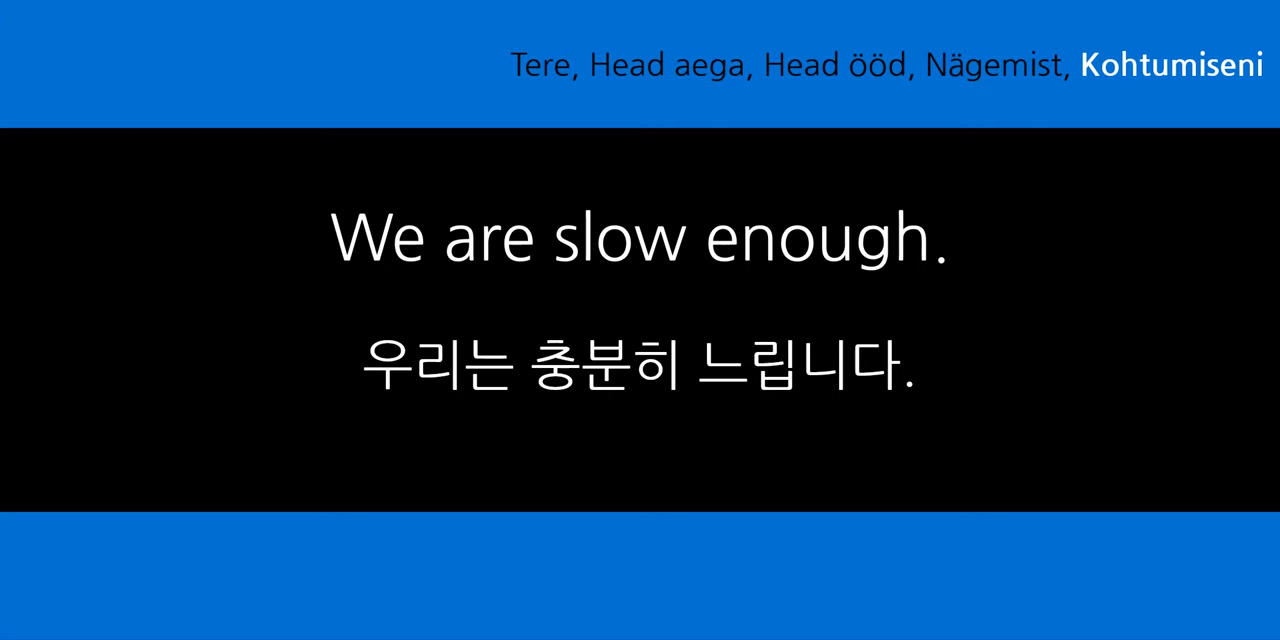 Tere, Head aega, Head ööd, Nägemist, Kohtumiseni
We are slow enough.
우리는 충분히 느립니다.